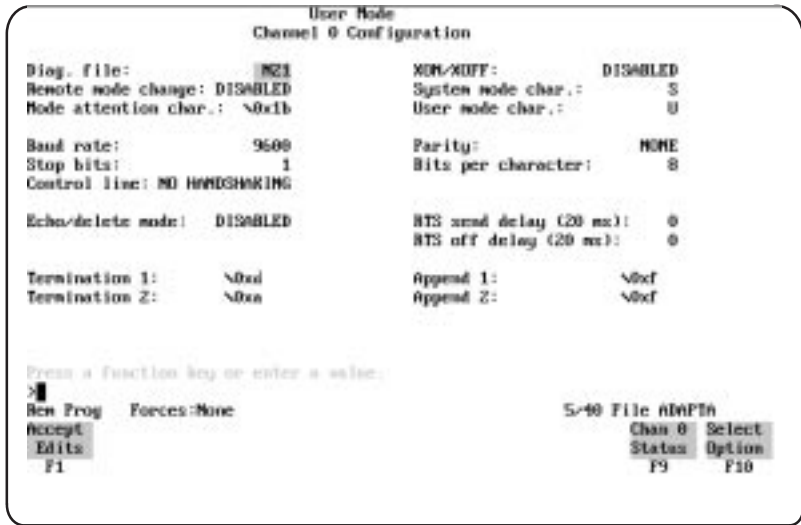 User Mode
Channel 0 Configuration
Diag. file: N21 XON/XOFF: DISABLED
Remote mode change: DISABLED System mode char.: S
Mode attention char.: \0x1b User mode char.: U
Baud rate: 9600 Parity: NONE
Stop bits: 1 Bits per character: 8
Control line: NO HANDSHAKING
Echo/delete mode: DISABLED RTS send delay (20 ms): 0
RTS off delay (20 ms): 0
Termination 1: \0xd Append 1: \0xf
Termination 2: \0xa Append 2: \0xf
Press a function key or enter a value.
>
Rem Prog Forces:None 5/40 File ADAPTA
Accept Chan 0 Select
Edits Status Option
F1 F9 F10